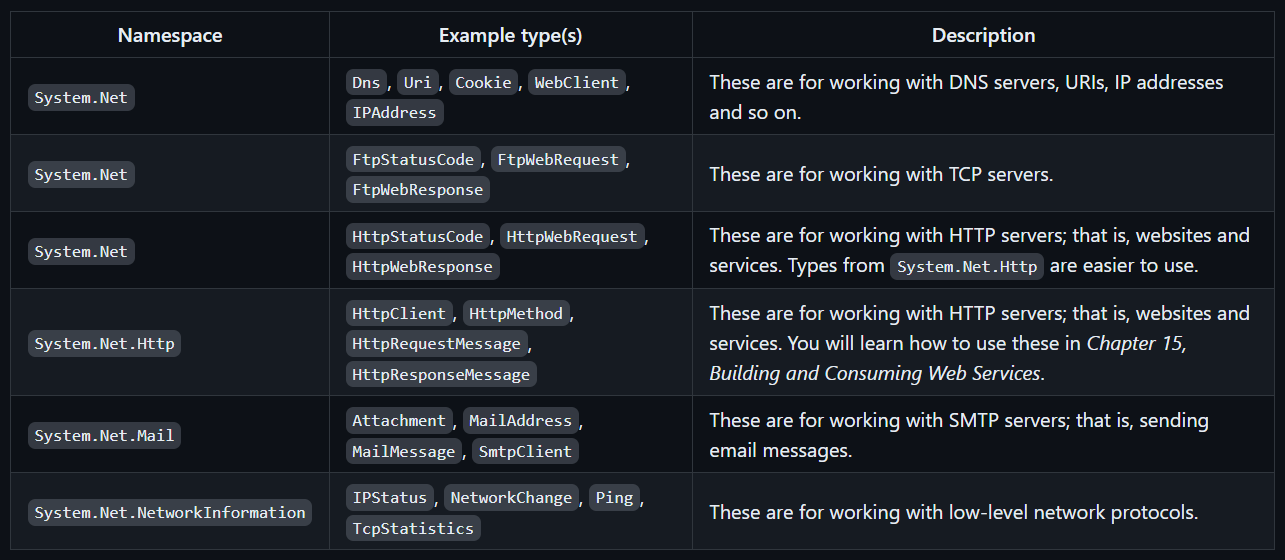 Namespace Example type(s) Description
System.Net
Dns, Uri, Cookie, WebClient,
IPAddress
These are for working with DNS servers, URIs, IP addresses
and so on.
System.Net
FtpStatusCode, FtpWebRequest,
FtpWebResponse
These are for working with TCP servers.
System.Net
HttpStatusCode, HttpWebRequest,
HttpWebResponse
These are for working with HTTP servers; that is, websites and
services. Types from System.Net.Http are easier to use.
System.Net.Http
HttpClient, HttpMethod,
HttpRequestMessage,
HttpResponseMessage
These are for working with HTTP servers; that is, websites and
services. You will learn how to use these in Chapter 15,
Building and Consuming Web Services.
System.Net.Mail
Attachment, MailAddress,
MailMessage, SmtpClient
These are for working with SMTP servers; that is, sending
email messages.
System.Net.NetworkInformation
IPStatus, NetworkChange, Ping,
TcpStatistics
These are for working with low-level network protocols.